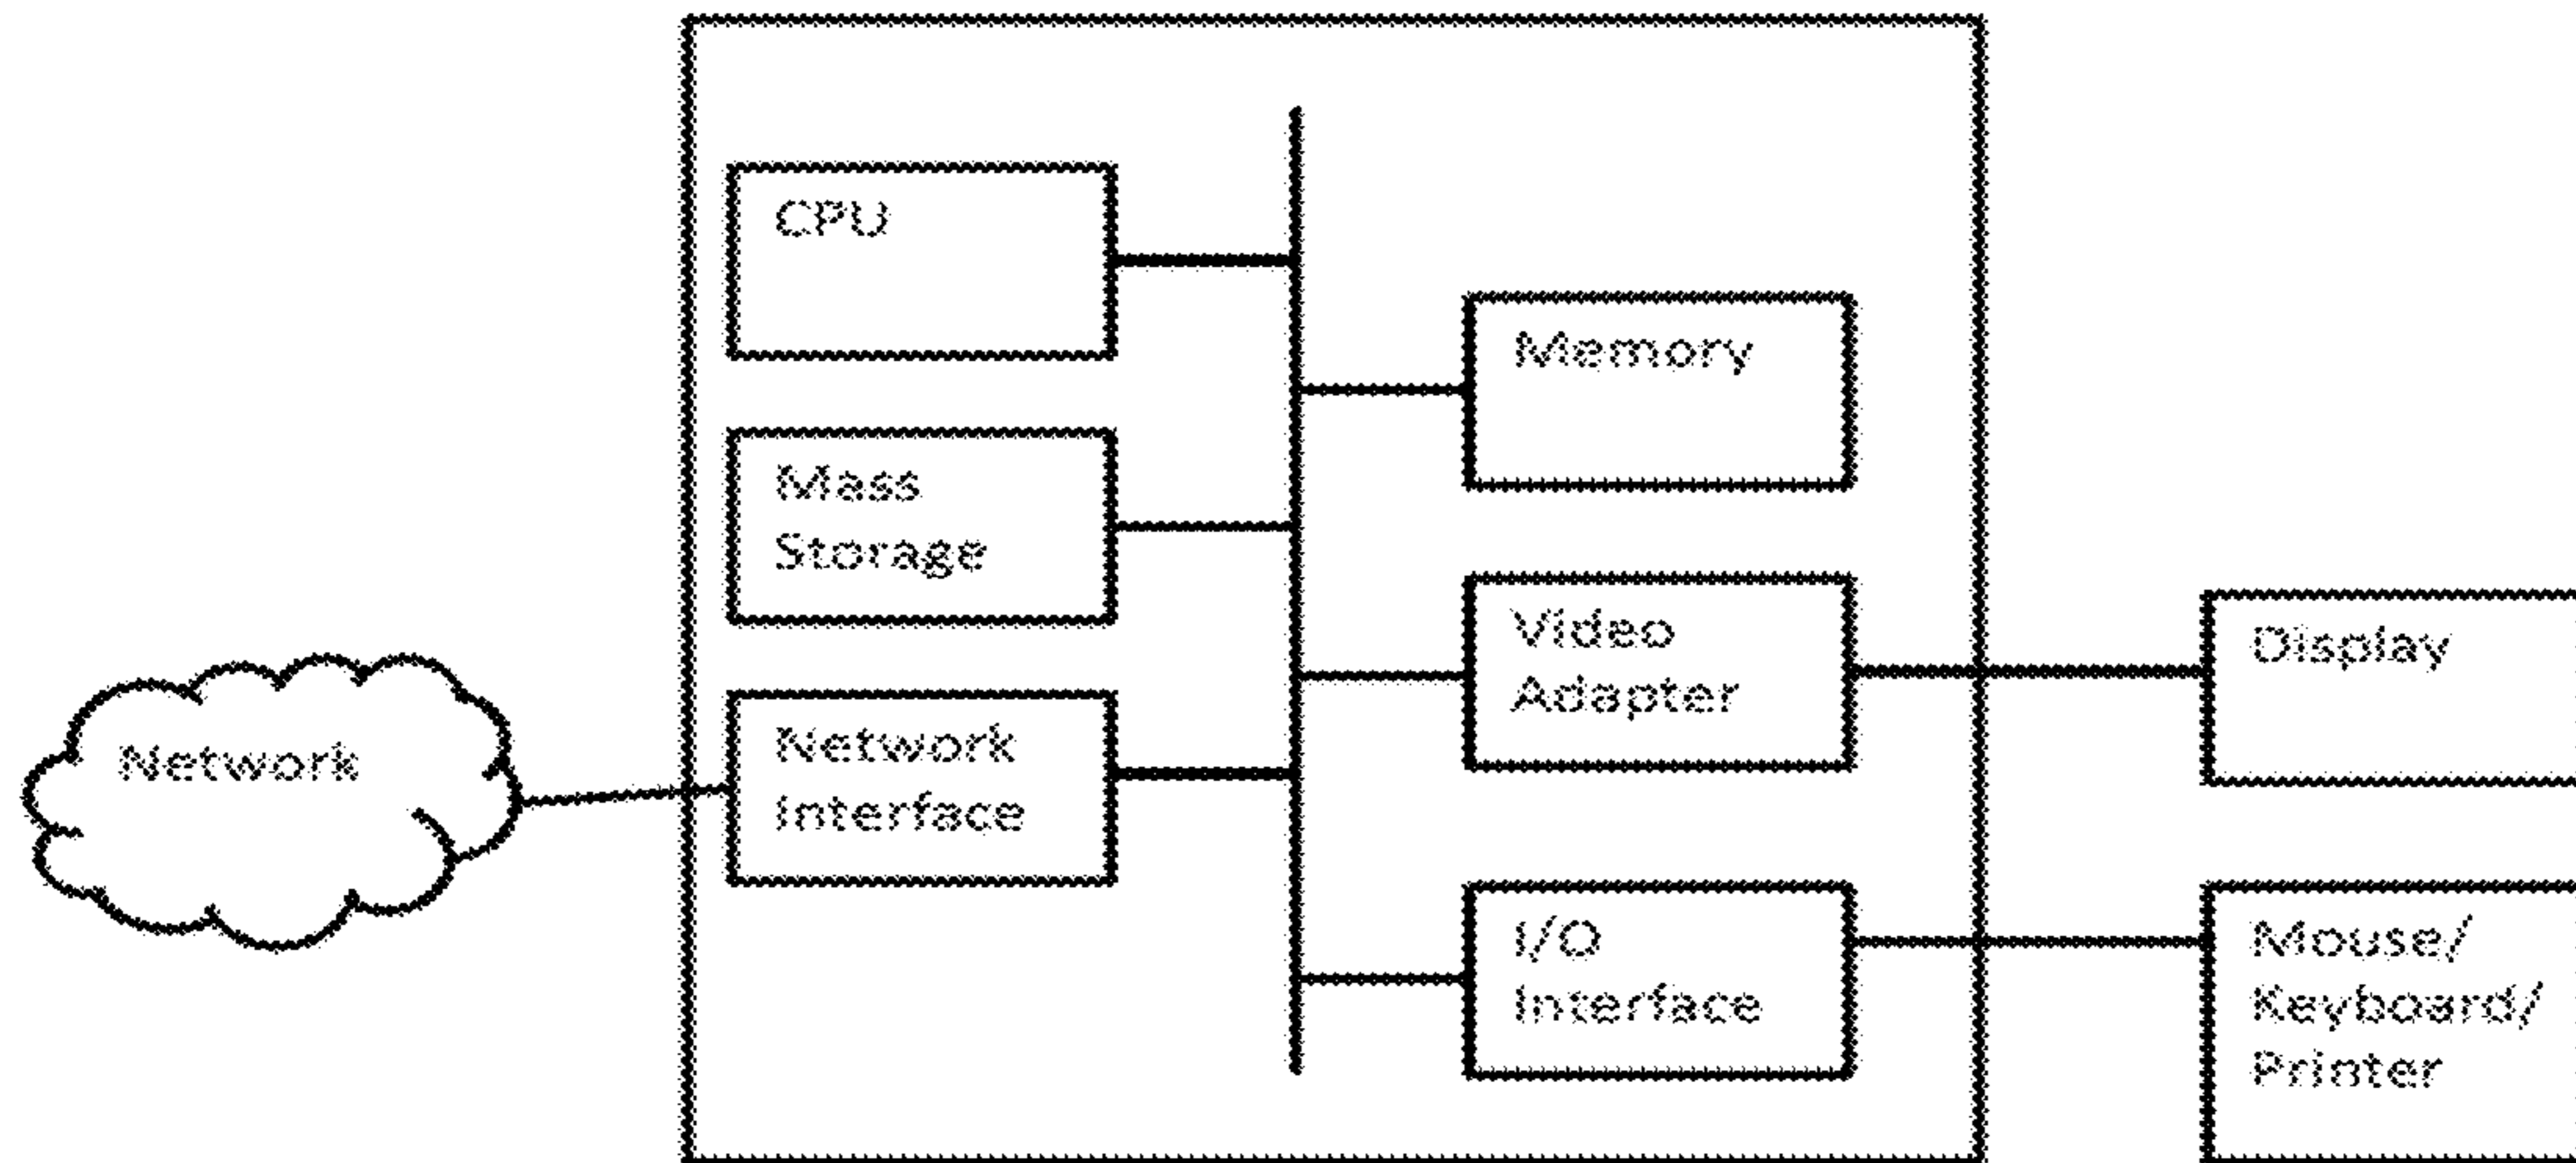 CPU
Memory
Mass
Storage
Video
Adapter
Display
Network
Network
Interface
I/O
Interface
Mouse/
Keyboard/
Printer